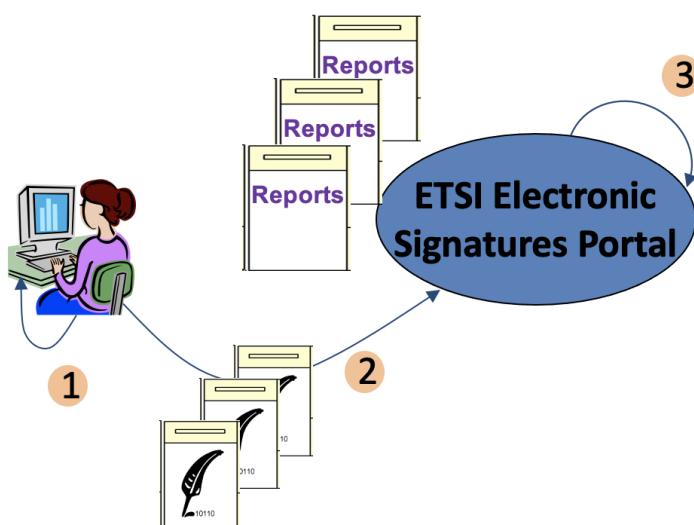 Reports
3
Reports
ETSI Electronic
Signatures Portal
Reports
1
2
10
0110
10110